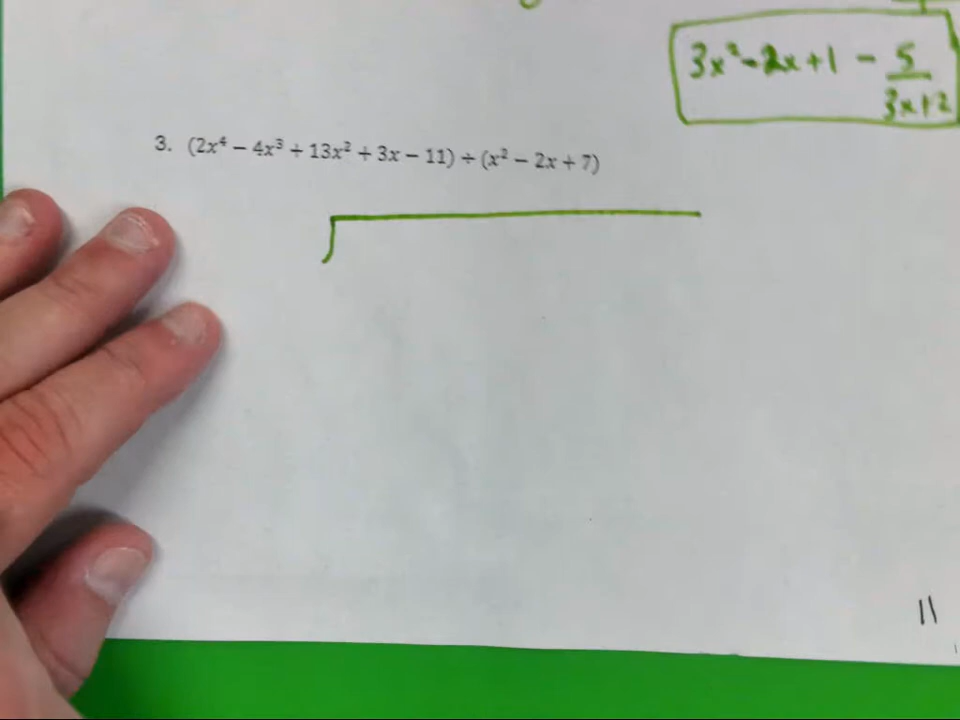 3x² - 2x + 1 - 5/(3x+2)
3. (2x⁴ – 4x³ + 13x² + 3x – 11) ÷ (x² – 2x + 7)
11